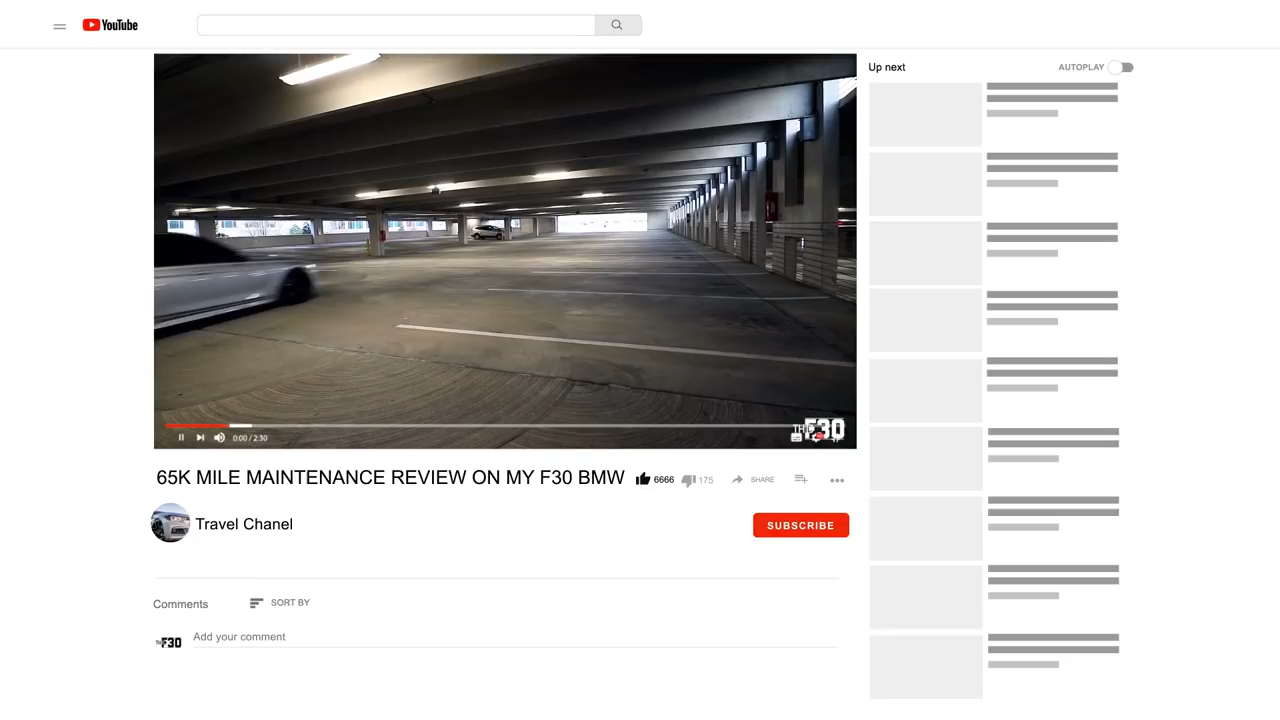 YouTube
Up next
AUTOPLAY
THE F30
0:00 / 2:30
65K MILE MAINTENANCE REVIEW ON MY F30 BMW
6666
175
SHARE
Travel Chanel
SUBSCRIBE
Comments
SORT BY
THE F30
Add your comment